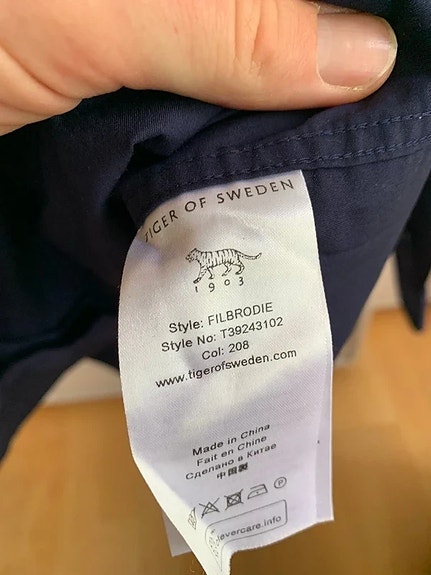 TIGER OF SWEDEN
1903
Style: FILBRODIE
Style No: T39243102
Col: 208
www.tigerofsweden.com
Made in China
Fait en Chine
Сделано в Китае
中国製
P
evercare.info